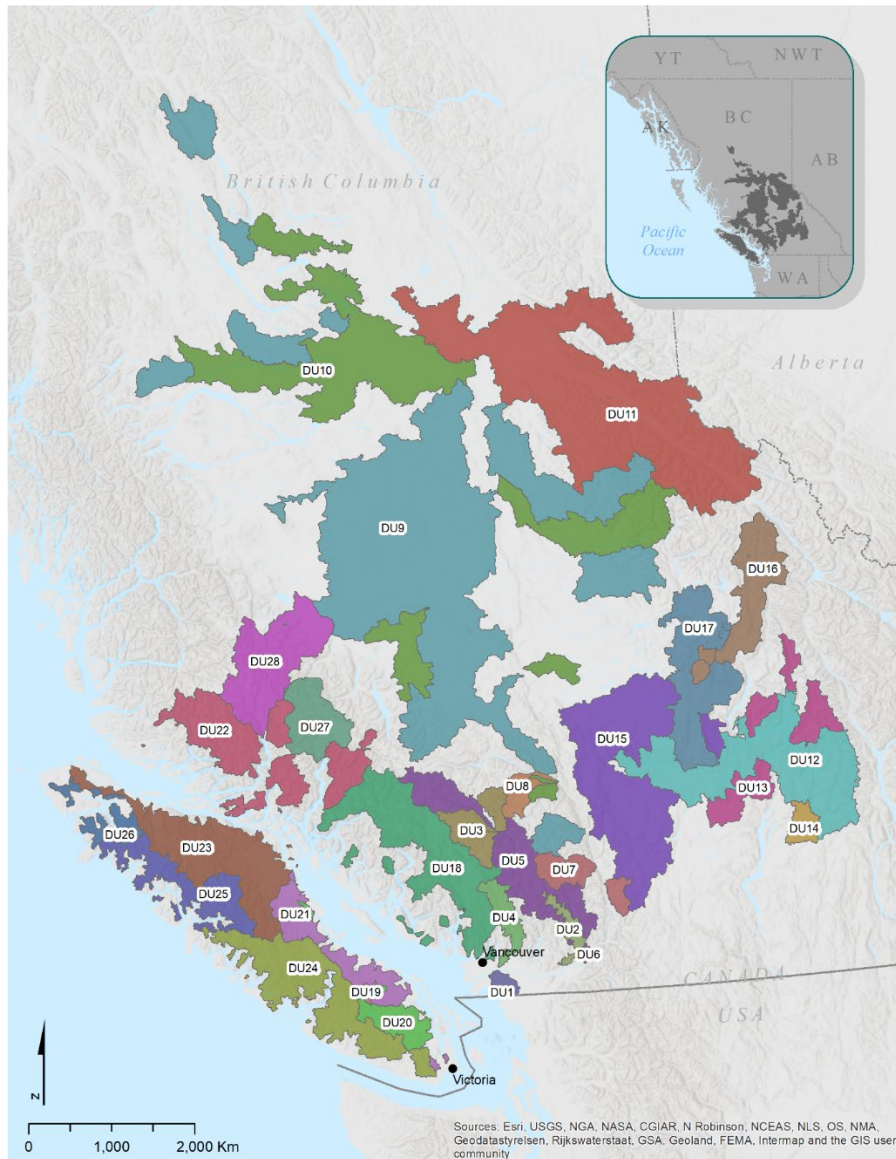 YT
NWT
BC
AK
AB
Pacific
Ocean
WA
British Columbia
Alberta
DU10
DU11
DU9
DU16
DU17
DU28
DU22
DU27
DU15
DU12
DU13
DU14
DU8
DU3
DU5
DU18
DU7
DU4
DU2
DU6
DU26
DU23
DU25
DU21
DU24
DU19
DU20
Vancouver
DU1
CANADA
USA
Victoria
N
0 1,000 2,000 Km
Sources: Esri, USGS, NGA, NASA, CGIAR, N Robinson, NCEAS, NLS, OS, NMA,
Geodatastyrelsen, Rijkswaterstaat, GSA, Geoland, FEMA, Intermap and the GIS user
community